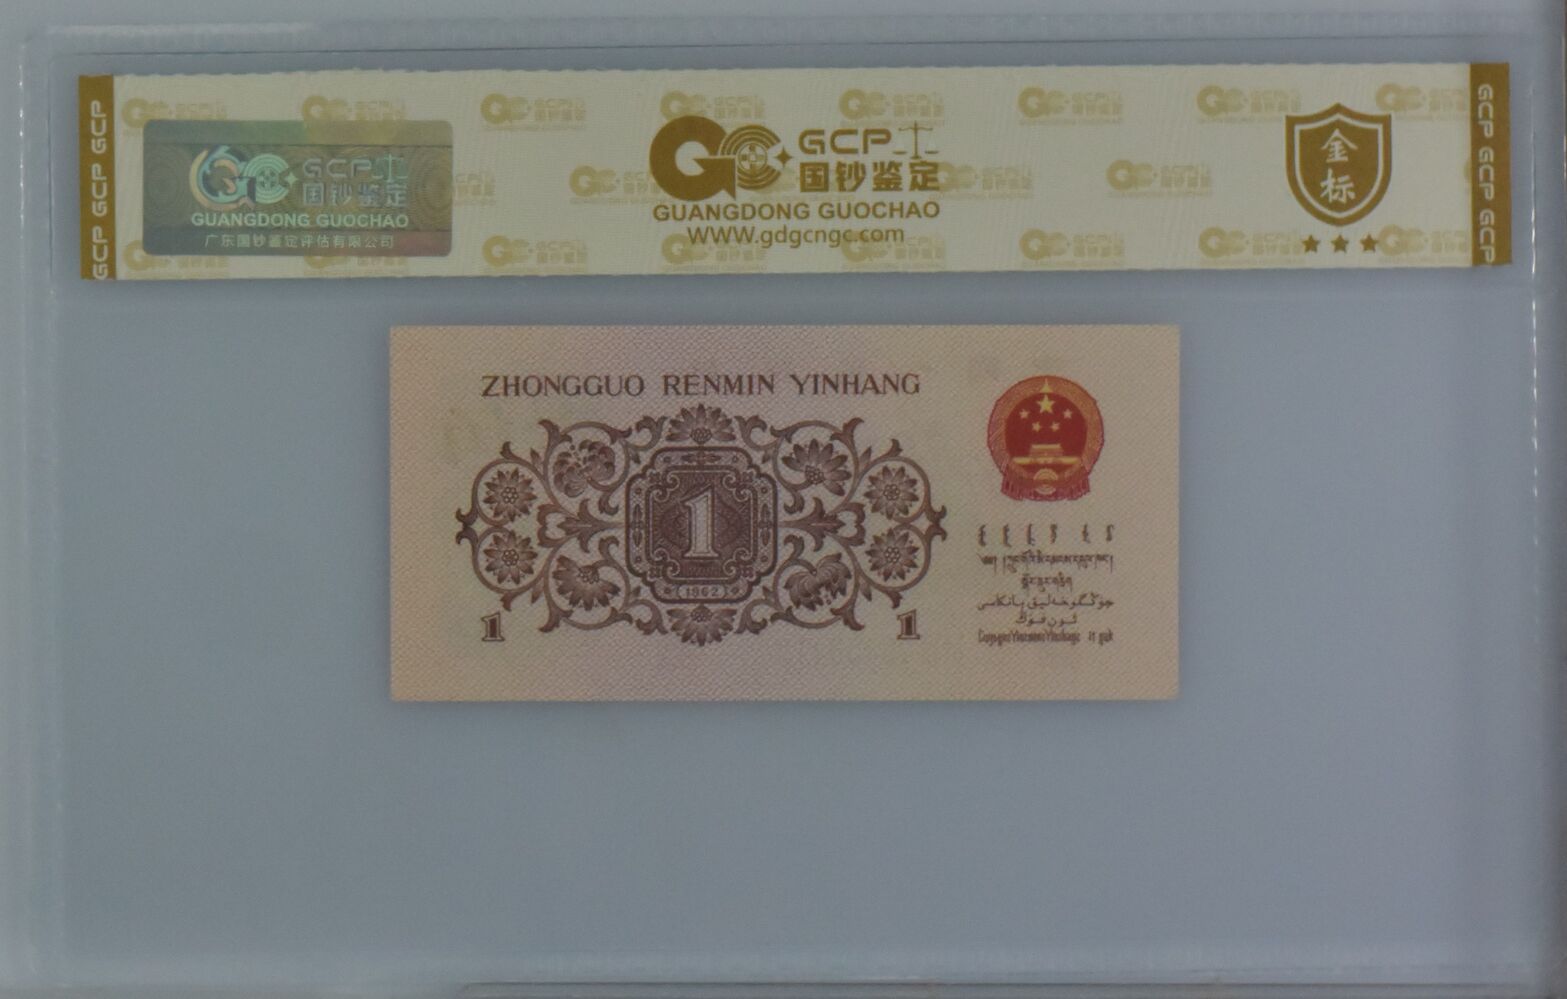 GCP GCP GCP
GCP
国钞鉴定
GUANGDONG GUOCHAO
广东国钞鉴定评估有限公司
GCP
国钞鉴定
GUANGDONG GUOCHAO
WWW.gdgcngc.com
金
标
GCP GCP GCP
ZHONGGUO RENMIN YINHANG
1
(1962)
1
1
جۇڭگوخەلىق بانكاسى